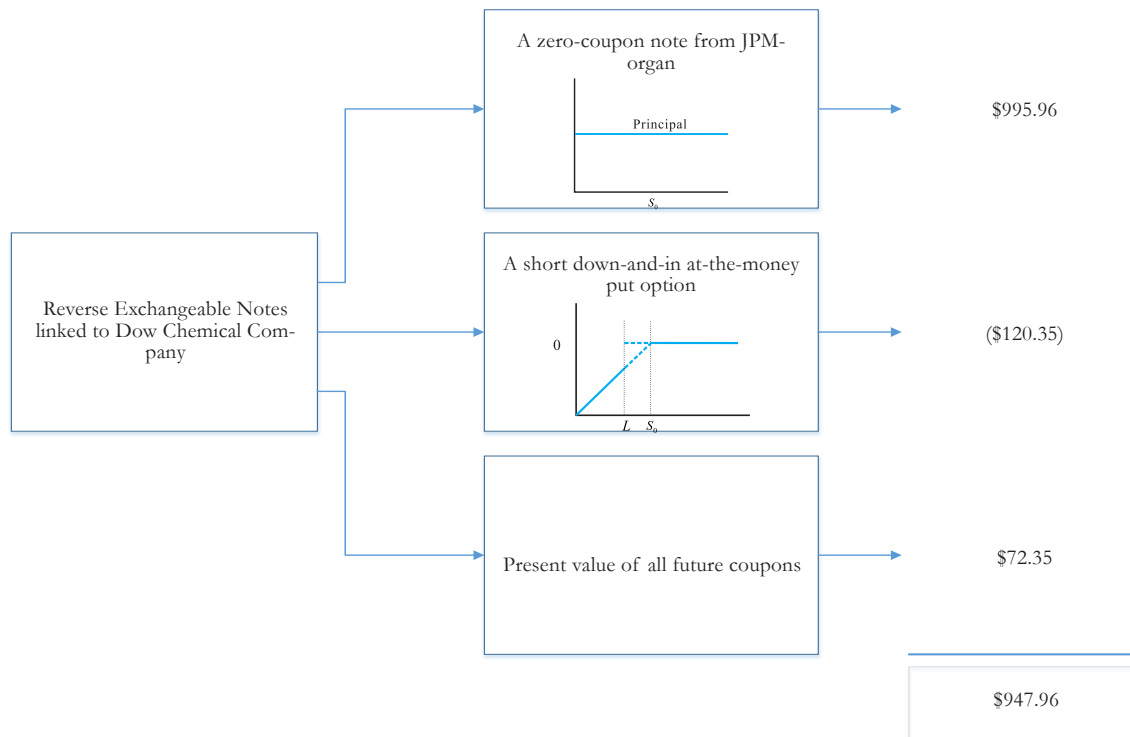 A zero-coupon note from JPM-
organ
Principal
S₀
$995.96
Reverse Exchangeable Notes
linked to Dow Chemical Com-
pany
A short down-and-in at-the-money
put option
0
L S₀
($120.35)
Present value of all future coupons
$72.35
$947.96